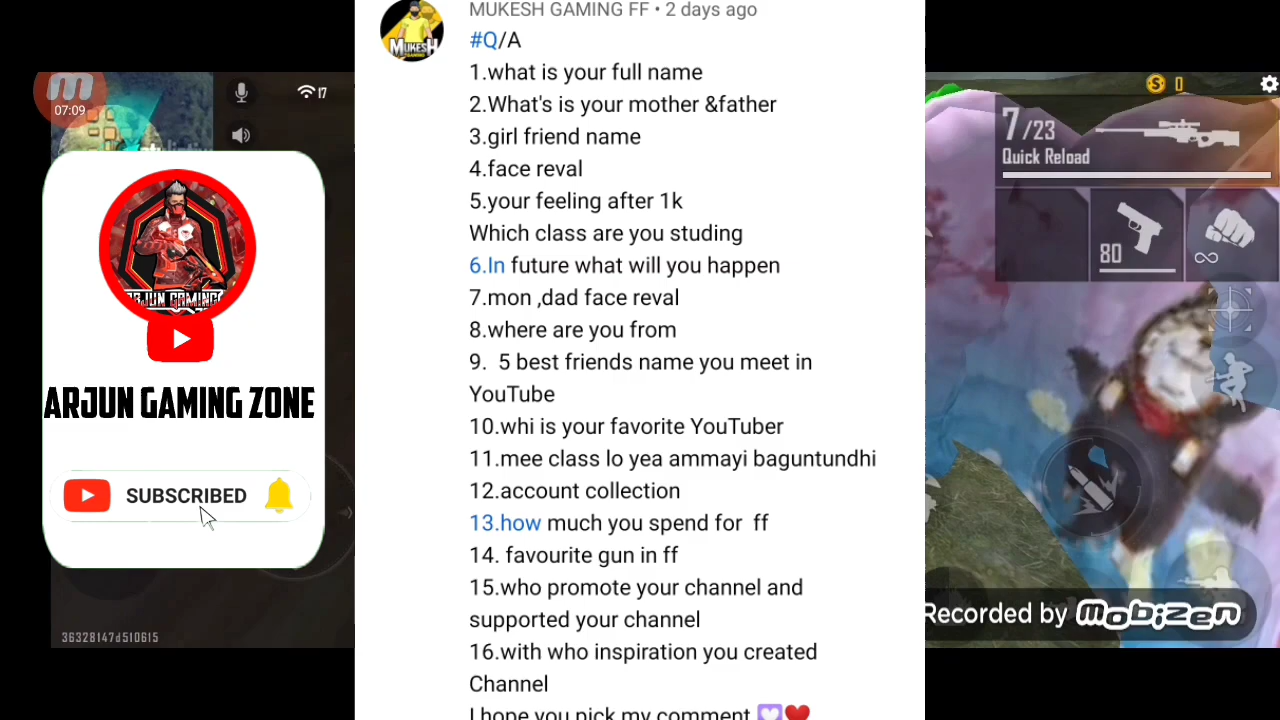 MUKESH GAMING FF • 2 days ago
#Q/A
1.what is your full name
2.What's is your mother &father
3.girl friend name
4.face reval
5.your feeling after 1k
Which class are you studing
6.In future what will you happen
7.mon ,dad face reval
8.where are you from
9. 5 best friends name you meet in
YouTube
10.whi is your favorite YouTuber
11.mee class lo yea ammayi baguntundhi
12.account collection
13.how much you spend for ff
14. favourite gun in ff
15.who promote your channel and
supported your channel
16.with who inspiration you created
Channel
I hope you pick my comment
MUKESH
GAMING
07:09
17
ARJUN GAMING
ARJUN GAMING ZONE
SUBSCRIBED
36328147d510615
7/23
Quick Reload
80
Recorded by mobizen